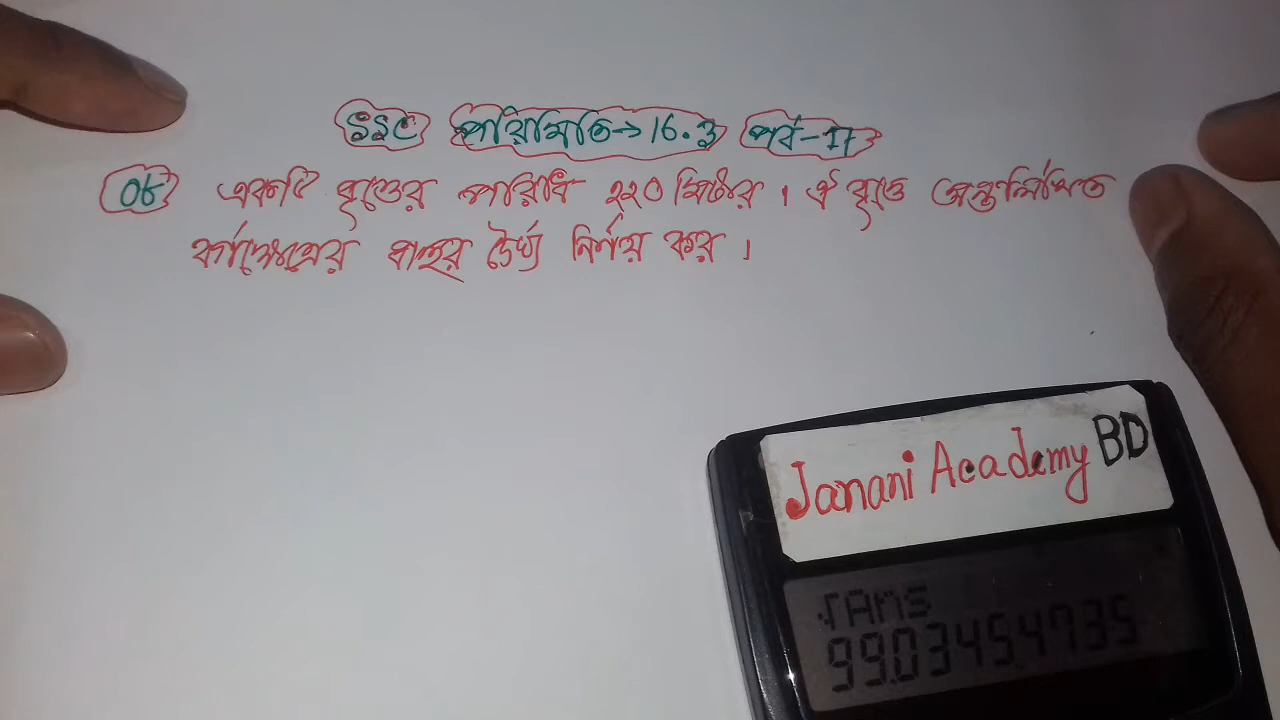 SSC পরিমিতি→16.3 পর্ব-17
08 একটি বৃত্তের পরিধি ২২০ মিটার । ঐ বৃত্তে অন্তর্লিখিত
বর্গক্ষেত্রের বাহুর দৈর্ঘ্য নির্ণয় কর ।
Janani Academy BD
√Ans
99.03454735